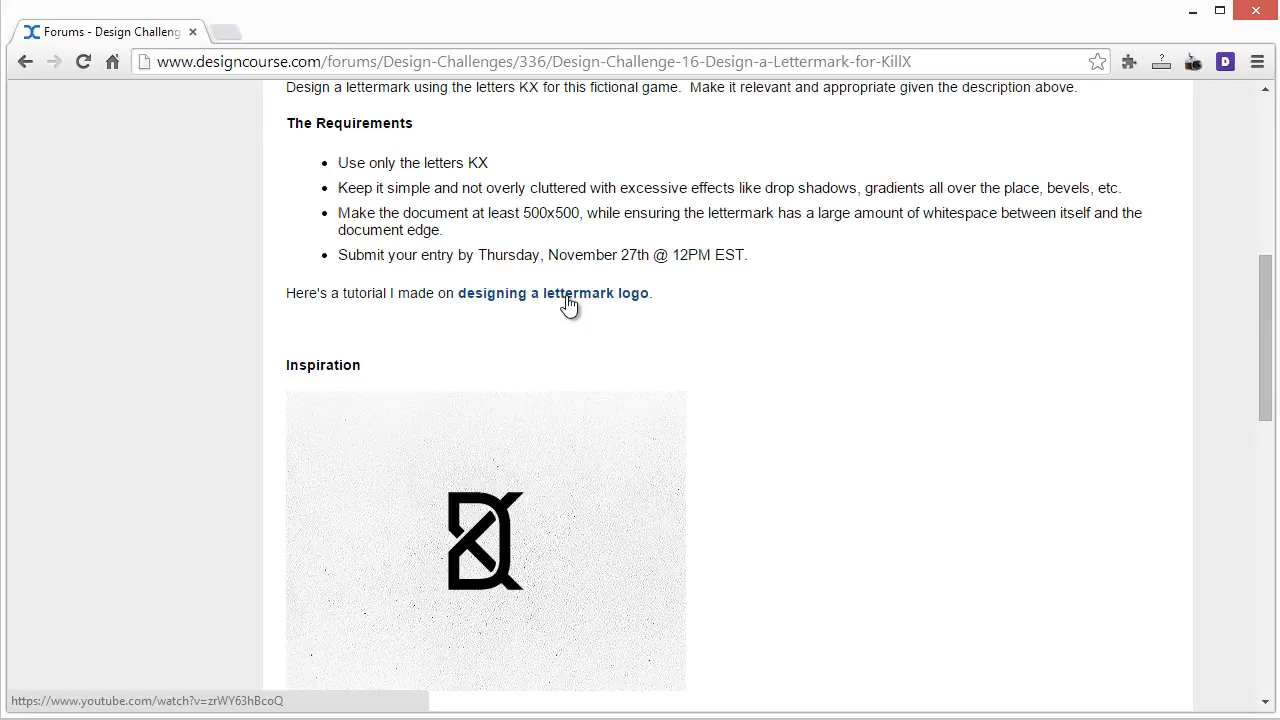 Forums - Design Challeng
www.designcourse.com/forums/Design-Challenges/336/Design-Challenge-16-Design-a-Lettermark-for-KillX
Design a lettermark using the letters KX for this fictional game.  Make it relevant and appropriate given the description above.
The Requirements
Use only the letters KX
Keep it simple and not overly cluttered with excessive effects like drop shadows, gradients all over the place, bevels, etc.
Make the document at least 500x500, while ensuring the lettermark has a large amount of whitespace between itself and the
document edge.
Submit your entry by Thursday, November 27th @ 12PM EST.
Here's a tutorial I made on designing a lettermark logo.
Inspiration
https://www.youtube.com/watch?v=zrWY63hBcoQ